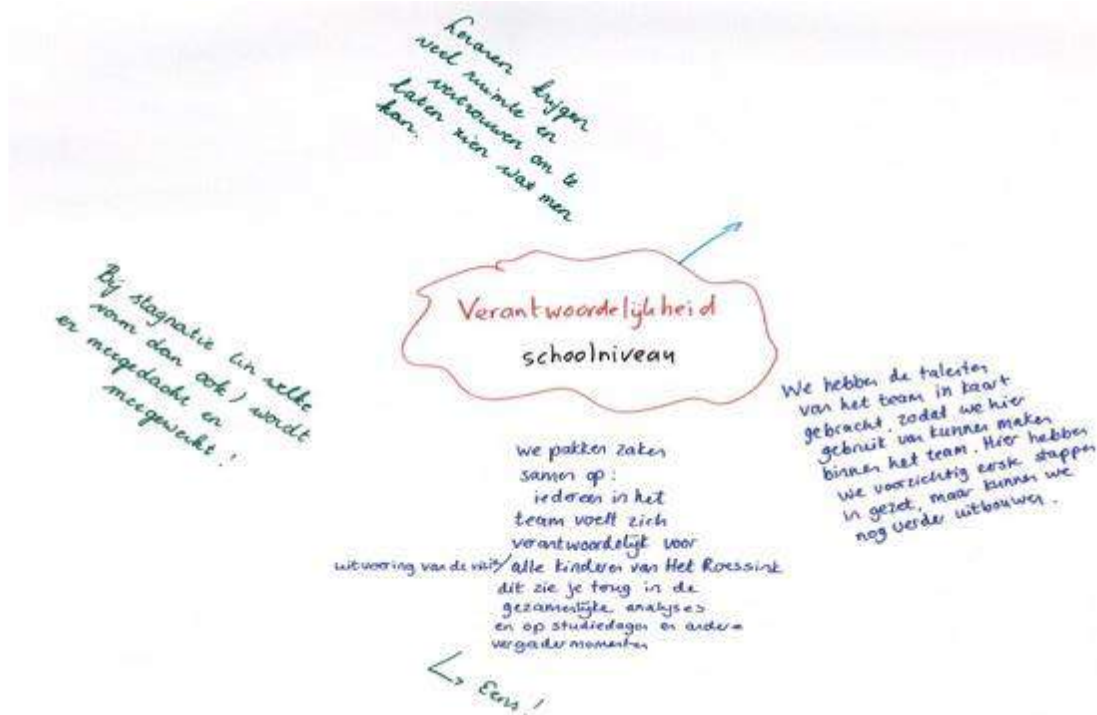 Leraren krijgen
veel ruimte en
vertrouwen om te
laten zien wat men
kan.
Verantwoordelijkheid
schoolniveau
Bij stagnatie (in welke
vorm dan ook) wordt
er meegedacht en
meegewerkt!
We hebben de talenten
van het team in kaart
gebracht, zodat we hier
gebruik van kunnen maken
binnen het team. Hier hebben
we voorzichtig eerste stappen
in gezet, maar kunnen we
nog verder uitbouwen.
we pakken zaken
samen op:
iedereen in het
team voelt zich
verantwoordelijk voor
uitvoering van de visie/alle kinderen van Het Roessink
dit zie je terug in de
gezamenlijke analyses
en op studiedagen en andere
vergadermomenten
Eens!